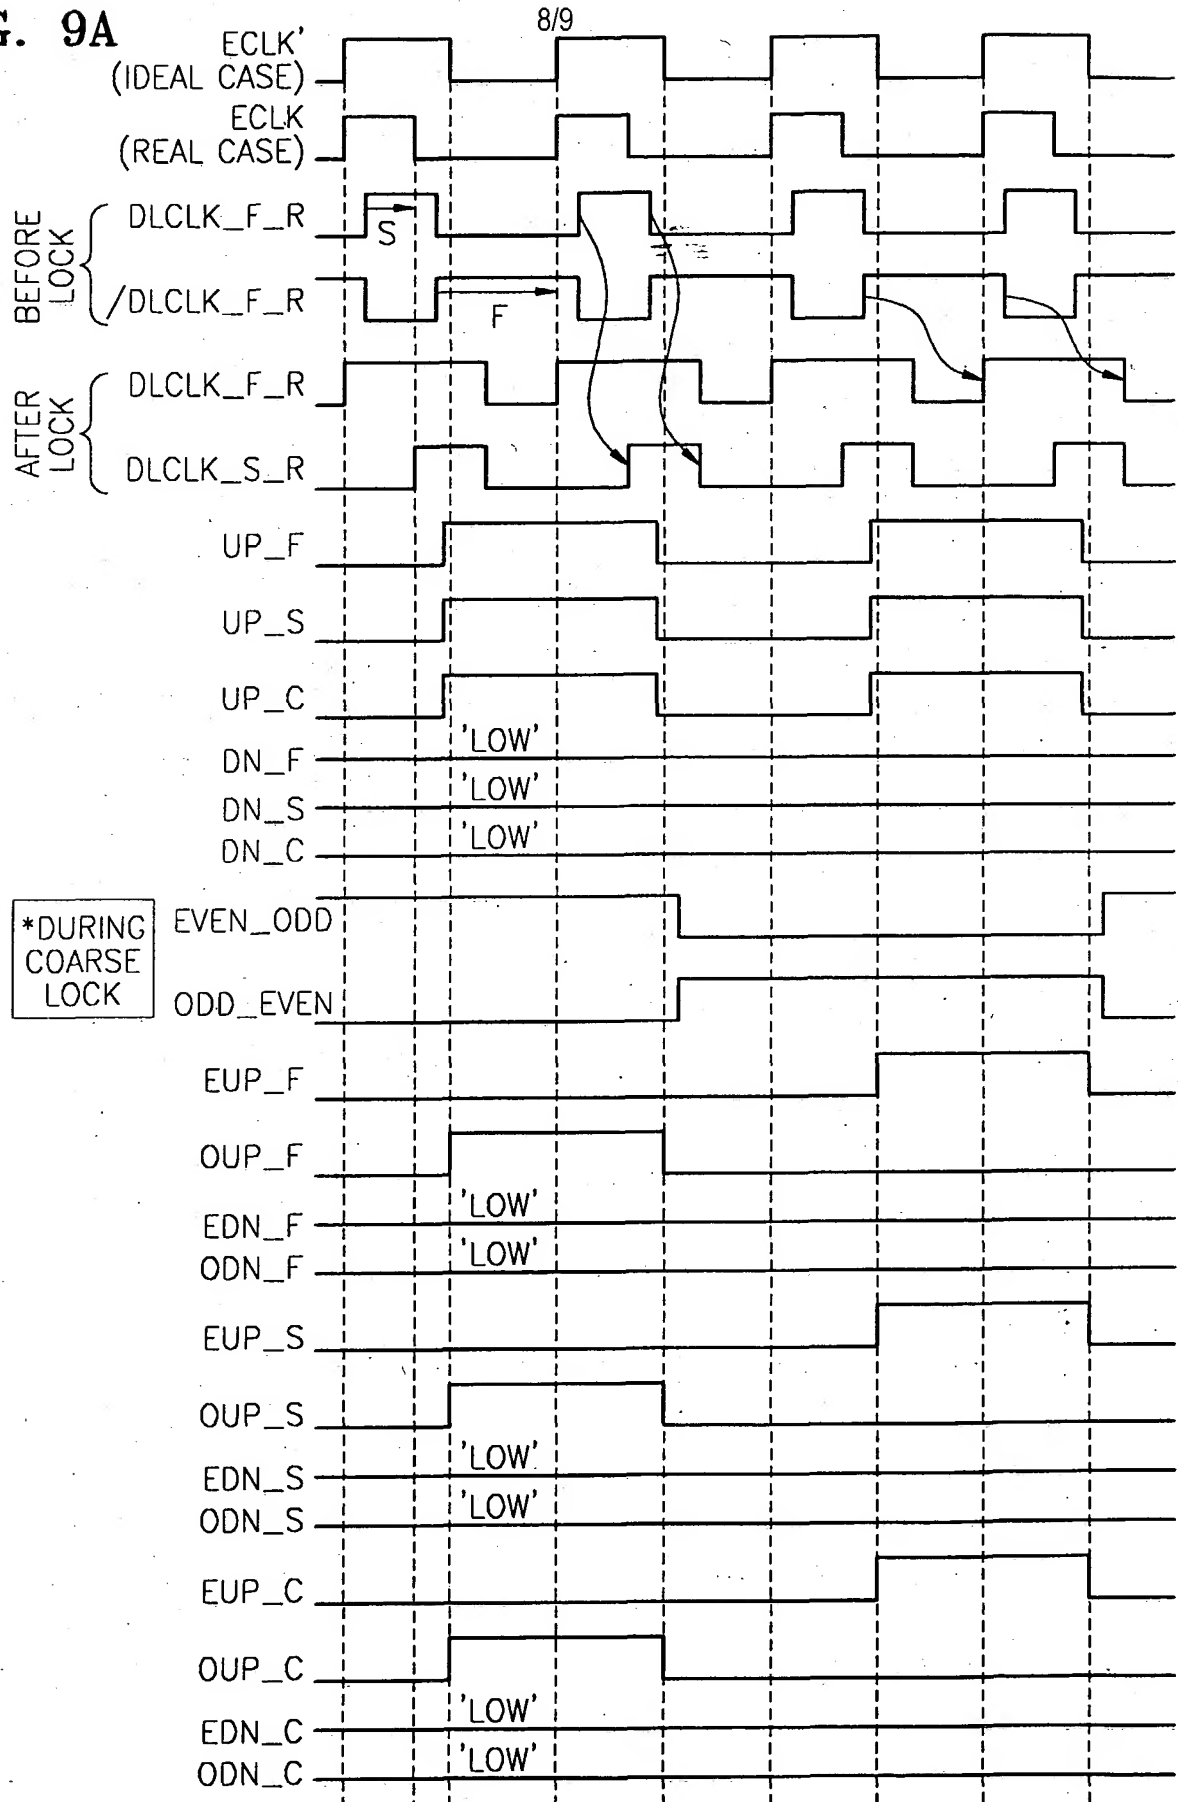 G. 9A
8/9
ECLK'
(IDEAL CASE)
ECLK
(REAL CASE)
BEFORE
LOCK
DLCLK_F_R
S
/DLCLK_F_R
F
AFTER
LOCK
DLCLK_F_R
DLCLK_S_R
UP_F
UP_S
UP_C
'LOW'
DN_F
'LOW'
DN_S
'LOW'
DN_C
*DURING
COARSE
LOCK
EVEN_ODD
ODD_EVEN
EUP_F
OUP_F
'LOW'
EDN_F
'LOW'
ODN_F
EUP_S
OUP_S
'LOW'
EDN_S
'LOW'
ODN_S
EUP_C
OUP_C
'LOW'
EDN_C
'LOW'
ODN_C